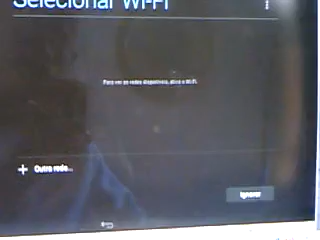 Selecionar Wi-Fi
Para ver as redes disponíveis, ative o Wi-Fi.
+ Outra rede...
Ignorar